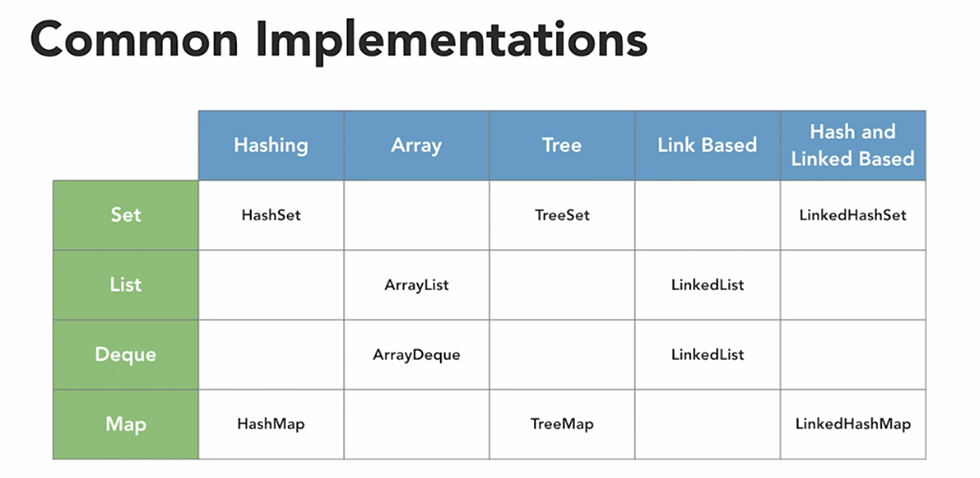 Common Implementations
Hashing Array Tree Link Based Hash and
Linked Based
Set HashSet TreeSet LinkedHashSet
List ArrayList LinkedList
Deque ArrayDeque LinkedList
Map HashMap TreeMap LinkedHashMap